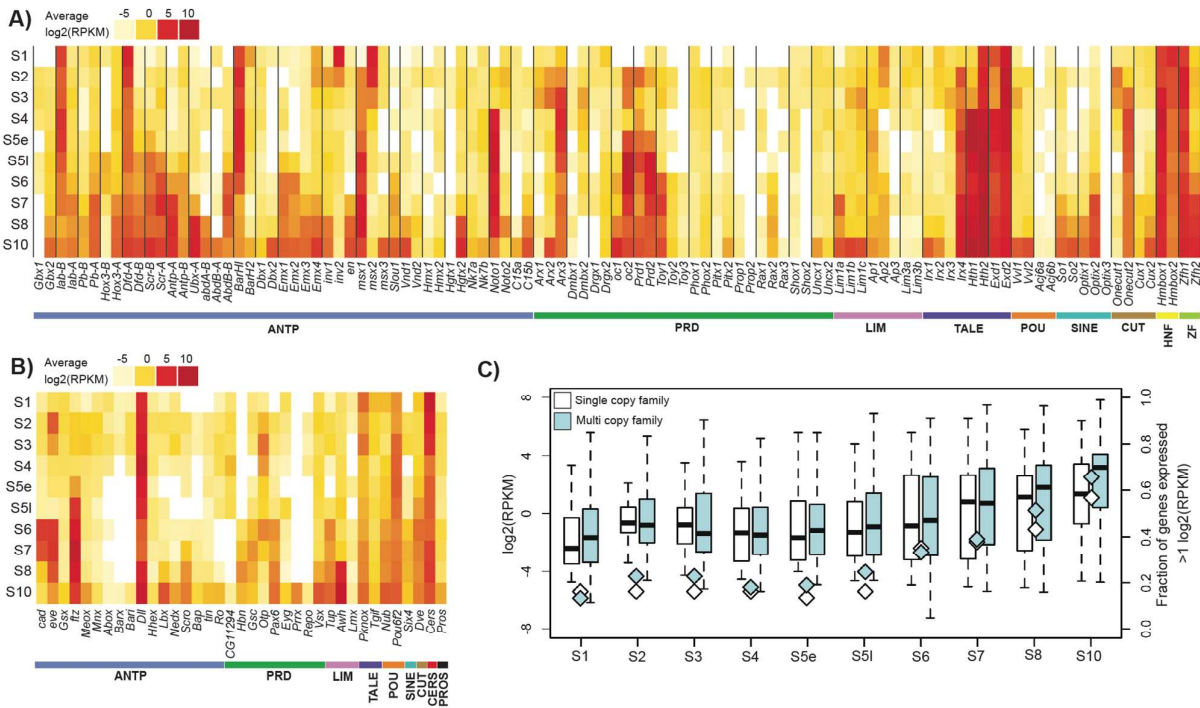 A)
Average
log2(RPKM)
-5 0 5 10
S1
S2
S3
S4
S5e
S5l
S6
S7
S8
S10
Gbx1 Gbx2 lab-B lab-A Pb-B Pb-A Hox3-B Hox3-A Dfd-A Dfd-B Scr-B Scr-A Antp-A Antp-B Ubx-A abdA-B AbdB-A AbdB-B BarHI BarH2 Dbx1 Dbx2 Emx1 Emx2 Emx3 Emx4 inv1 inv2 en msx1 msx2 msx3 Slou1 Vnd1 Vnd2 Hmx1 Hmx2 Hgtx1 Hgtx2 Nk7a Nk7b Noto1 Noto2 C15a C15b Arx1 Arx2 Arx3 Dmbx1 Dmbx2 Drgx1 Drgx2 oc1 oc2 Prd1 Prd2 Toy1 Toy2 Toy3 Phox1 Phox2 Pitx1 Pitx2 Prop1 Prop2 Rax1 Rax2 Rax3 Shox1 Shox2 Uncx1 Uncx2 Lim1a Lim1b Lim1c Ap1 Ap2 Ap3 Lim3a Lim3b Irx1 Irx2 Irx3 Irx4 Hth1 Hth2 Exd1 Exd2 Vvl1 Vvl2 Acj6a Acj6b So1 So2 Optix1 Optix2 Optix3 Onecut1 Onecut2 Cux1 Cux2 Hmbox1 Hmbox2 Zfh1 Zfh2
ANTP PRD LIM TALE POU SINE CUT HNF ZF
B)
Average
log2(RPKM)
-5 0 5 10
S1
S2
S3
S4
S5e
S5l
S6
S7
S8
S10
cad eve Gsx ftz Meox Mnx Abox Barx Bari Dll Hhex Lbx Nedx Scro Bap tin Ro CG11294 Hbn Gsc Otp Pax6 Eyg Prrx Repo Vsx Tup Awh Lmx Pknox Tgif Nub Pou6f2 Six4 Dve Cers Pros
ANTP PRD LIM TALE POU SINE CUT CERS PROS
C)
Single copy family
Multi copy family
log2(RPKM)
8
4
0
-4
-8
1.0
0.8
0.6
0.4
0.2
0.0
Fraction of genes expressed
>1 log2(RPKM)
S1 S2 S3 S4 S5e S5l S6 S7 S8 S10